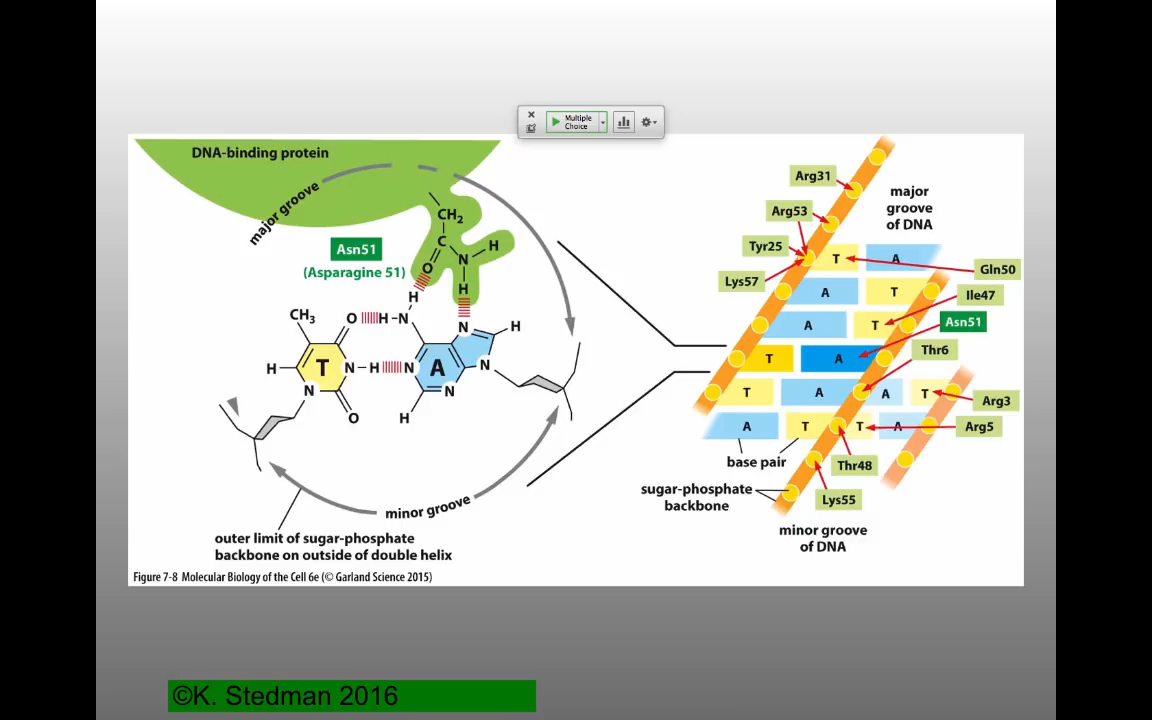 Multiple
Choice
DNA-binding protein
major groove
Asn51
(Asparagine 51)
CH2
C
O
N
H
H
H
CH3
O
H-N
N
H
H
T
N
H
N
A
N
N
N
O
H
minor groove
outer limit of sugar-phosphate
backbone on outside of double helix
Arg31
major
groove
of DNA
Arg53
Tyr25
Lys57
T
A
Gln50
A
T
Ile47
A
T
Asn51
T
A
Thr6
T
A
A
T
Arg3
A
T
T
A
Arg5
base pair
Thr48
sugar-phosphate
backbone
Lys55
minor groove
of DNA
Figure 7-8 Molecular Biology of the Cell 6e (© Garland Science 2015)
©K. Stedman 2016